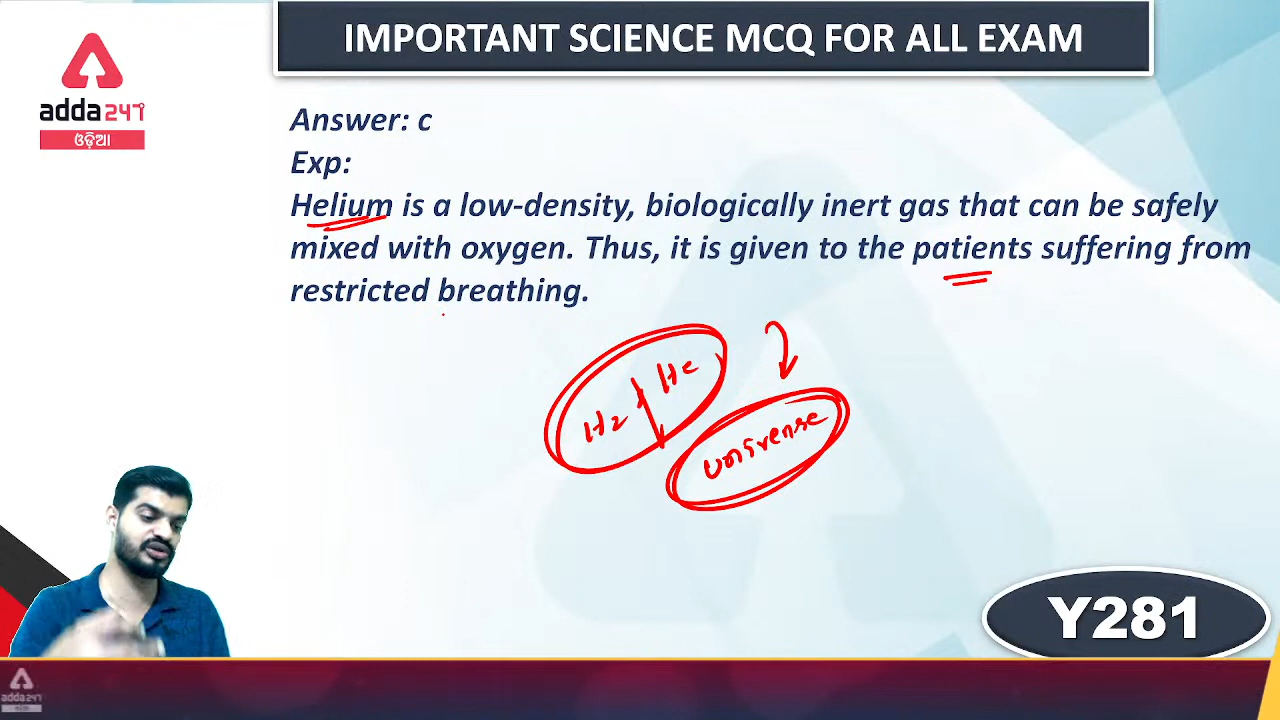 IMPORTANT SCIENCE MCQ FOR ALL EXAM
adda247
ଓଡ଼ିଆ
Answer: c
Exp:
Helium is a low-density, biologically inert gas that can be safely
mixed with oxygen. Thus, it is given to the patients suffering from
restricted breathing.
H2 He
universe
Y281
adda247